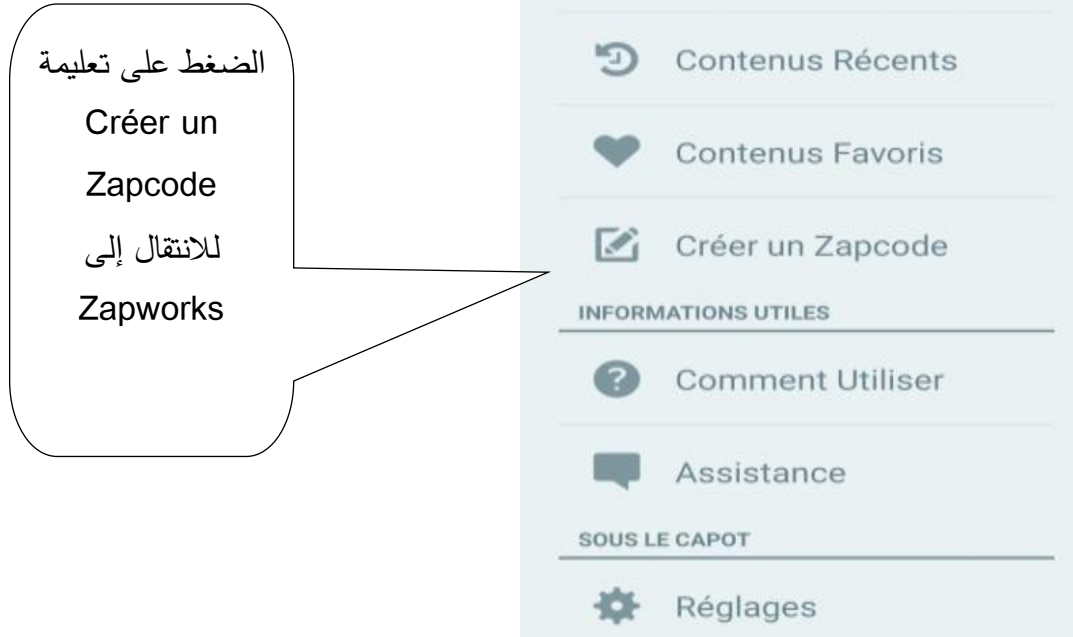 الضغط على تعليمة
Créer un
Zapcode
للانتقال إلى
Zapworks
Contenus Récents
Contenus Favoris
Créer un Zapcode
INFORMATIONS UTILES
Comment Utiliser
Assistance
SOUS LE CAPOT
Réglages